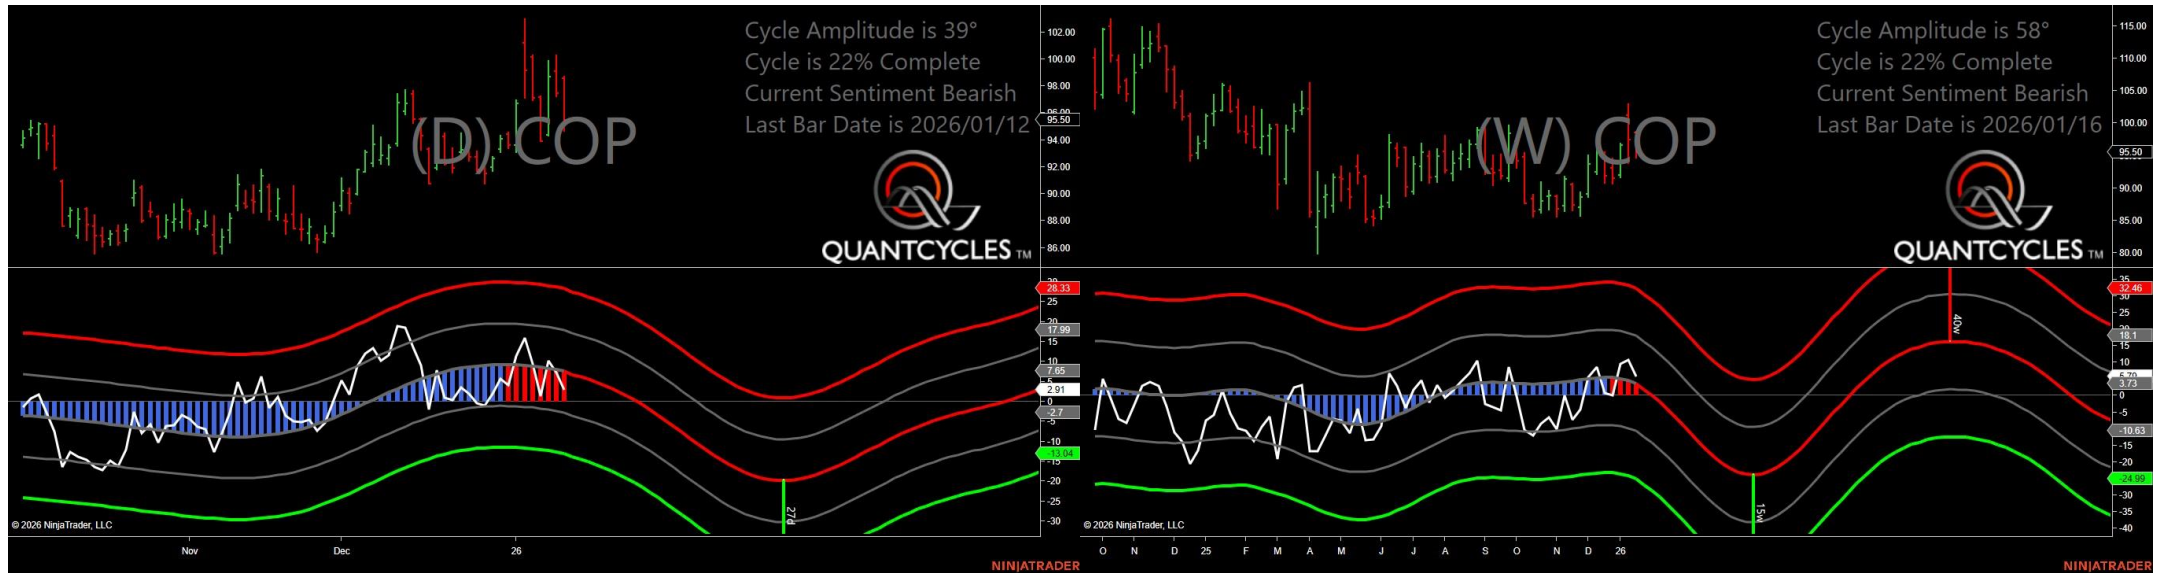 Cycle Amplitude is 39°
Cycle is 22% Complete
Current Sentiment Bearish
Last Bar Date is 2026/01/12
(D) COP
QUANTCYCLES TM
102.00
100.00
98.00
96.00
95.50
94.00
92.00
90.00
88.00
86.00
28.33
25
20
17.99
15
10
7.65
5
2.91
0
-2.7
-5
-10
-13.04
-15
-20
-25
-30
27d
© 2026 NinjaTrader, LLC
Nov Dec 26
NINJATRADER
Cycle Amplitude is 58°
Cycle is 22% Complete
Current Sentiment Bearish
Last Bar Date is 2026/01/16
(W) COP
QUANTCYCLES TM
115.00
110.00
105.00
100.00
95.50
90.00
85.00
80.00
35
32.46
30
18.1
15
10
3.73
0
-5
-10.63
-15
-20
-24.99
-30
-35
-40
40w
15w
© 2026 NinjaTrader, LLC
O N D 25 F M A M J J A S O N D 26
NINJATRADER